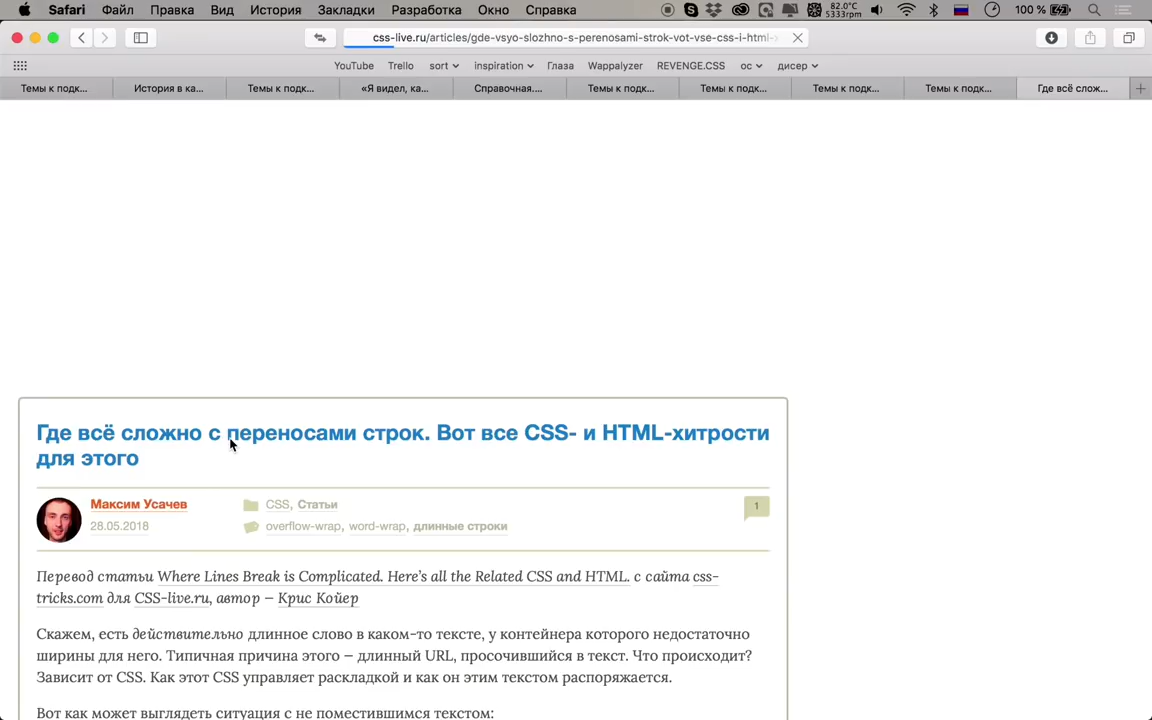 Safari Файл Правка Вид История Закладки Разработка Окно Справка 82.0°C 5333rpm 100 %
css-live.ru/articles/gde-vsyo-slozhno-s-perenosami-strok-vot-vse-css-i-html-
YouTube Trello sort inspiration Глаза Wappalyzer REVENGE.CSS ос дисер
Темы к подк... История в ка... Темы к подк... «Я видел, ка... Справочная.... Темы к подк... Темы к подк... Темы к подк... Темы к подк... Где всё слож...
Где всё сложно с переносами строк. Вот все CSS- и HTML-хитрости
для этого
Максим Усачев CSS, Статьи 1
28.05.2018 overflow-wrap, word-wrap, длинные строки
Перевод статьи Where Lines Break is Complicated. Here's all the Related CSS and HTML. с сайта css-
tricks.com для CSS-live.ru, автор — Крис Койер
Скажем, есть действительно длинное слово в каком-то тексте, у контейнера которого недостаточно
ширины для него. Типичная причина этого — длинный URL, просочившийся в текст. Что происходит?
Зависит от CSS. Как этот CSS управляет раскладкой и как он этим текстом распоряжается.
Вот как может выглядеть ситуация с не поместившимся текстом: